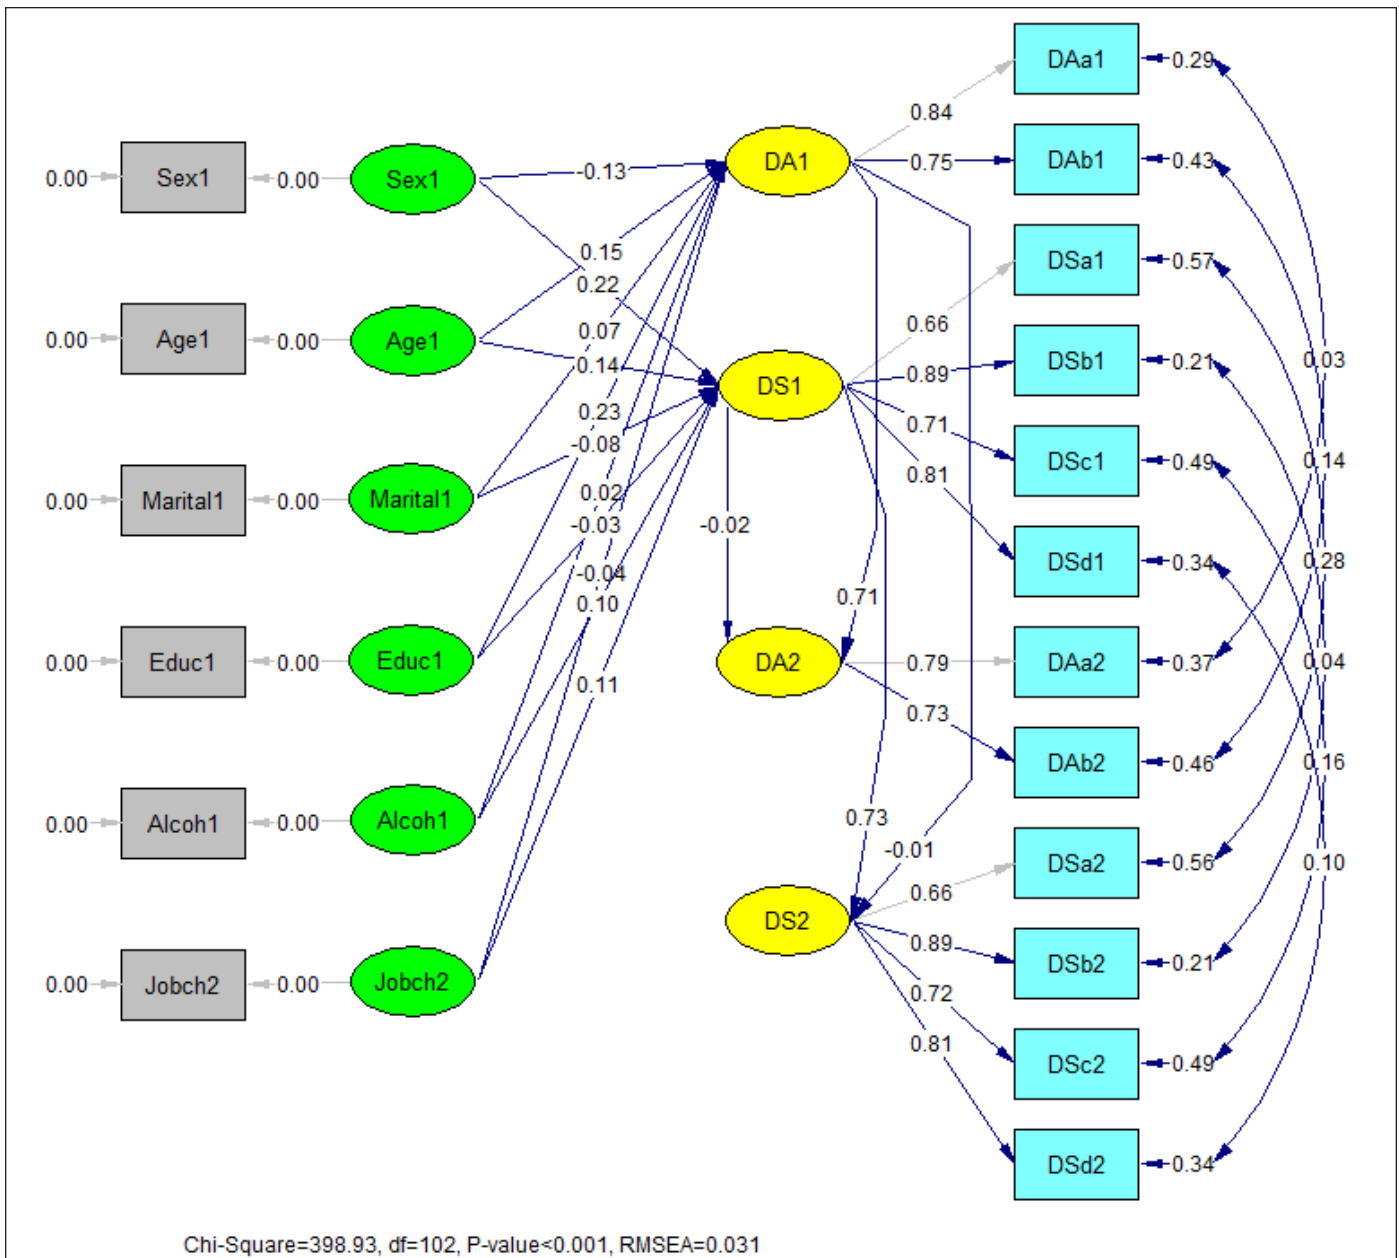 DAa1
0.29
0.84
DA1
0.75
DAb1
0.43
0.00
Sex1
0.00
Sex1
-0.13
0.15
0.22
DSa1
0.57
0.66
0.00
Age1
0.00
Age1
0.07
0.14
DS1
0.89
DSb1
0.21
0.03
0.23
-0.08
0.71
DSc1
0.49
0.14
0.81
0.00
Marital1
0.00
Marital1
0.02
-0.03
-0.02
DSd1
0.34
0.28
-0.04
0.10
0.71
0.00
Educ1
0.00
Educ1
0.11
DA2
0.79
DAa2
0.37
0.04
0.73
DAb2
0.46
0.16
0.00
Alcoh1
0.00
Alcoh1
0.73
-0.01
DSa2
0.56
0.10
0.66
DS2
0.89
DSb2
0.21
0.00
Jobch2
0.00
Jobch2
0.72
0.81
DSc2
0.49
DSd2
0.34
Chi-Square=398.93, df=102, P-value<0.001, RMSEA=0.031